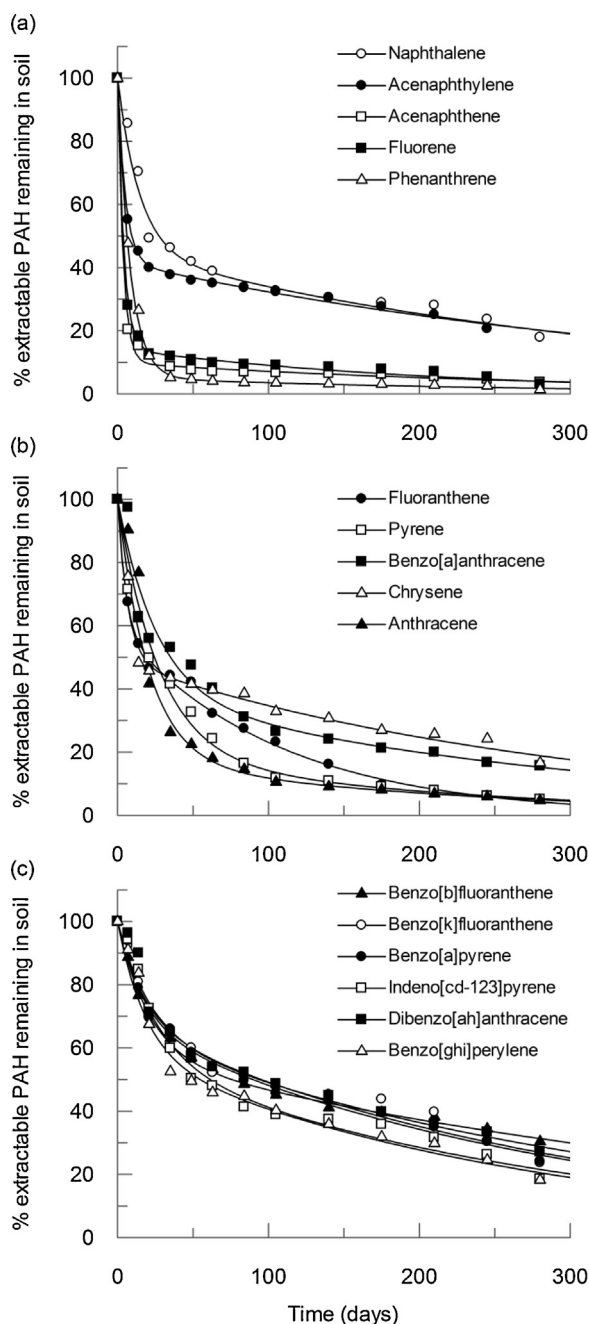 (a)
% extractable PAH remaining in soil
100
80
60
40
20
0
Naphthalene
Acenaphthylene
Acenaphthene
Fluorene
Phenanthrene
0
100
200
300
(b)
% extractable PAH remaining in soil
100
80
60
40
20
0
Fluoranthene
Pyrene
Benzo[a]anthracene
Chrysene
Anthracene
0
100
200
300
(c)
% extractable PAH remaining in soil
100
80
60
40
20
0
Benzo[b]fluoranthene
Benzo[k]fluoranthene
Benzo[a]pyrene
Indeno[cd-123]pyrene
Dibenzo[ah]anthracene
Benzo[ghi]perylene
0
100
200
300
Time (days)